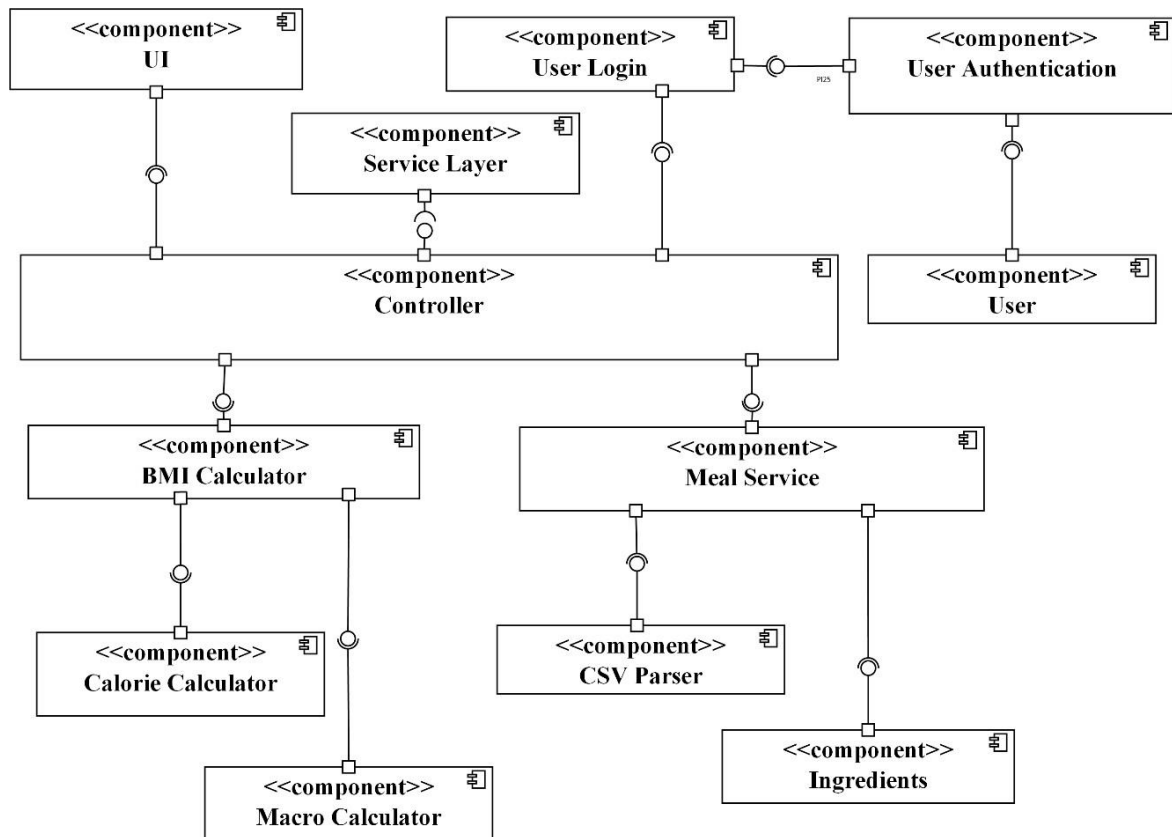 <<component>>
UI
<<component>>
User Login
PI25
<<component>>
User Authentication
<<component>>
Service Layer
<<component>>
Controller
<<component>>
User
<<component>>
BMI Calculator
<<component>>
Meal Service
<<component>>
Calorie Calculator
<<component>>
CSV Parser
<<component>>
Macro Calculator
<<component>>
Ingredients